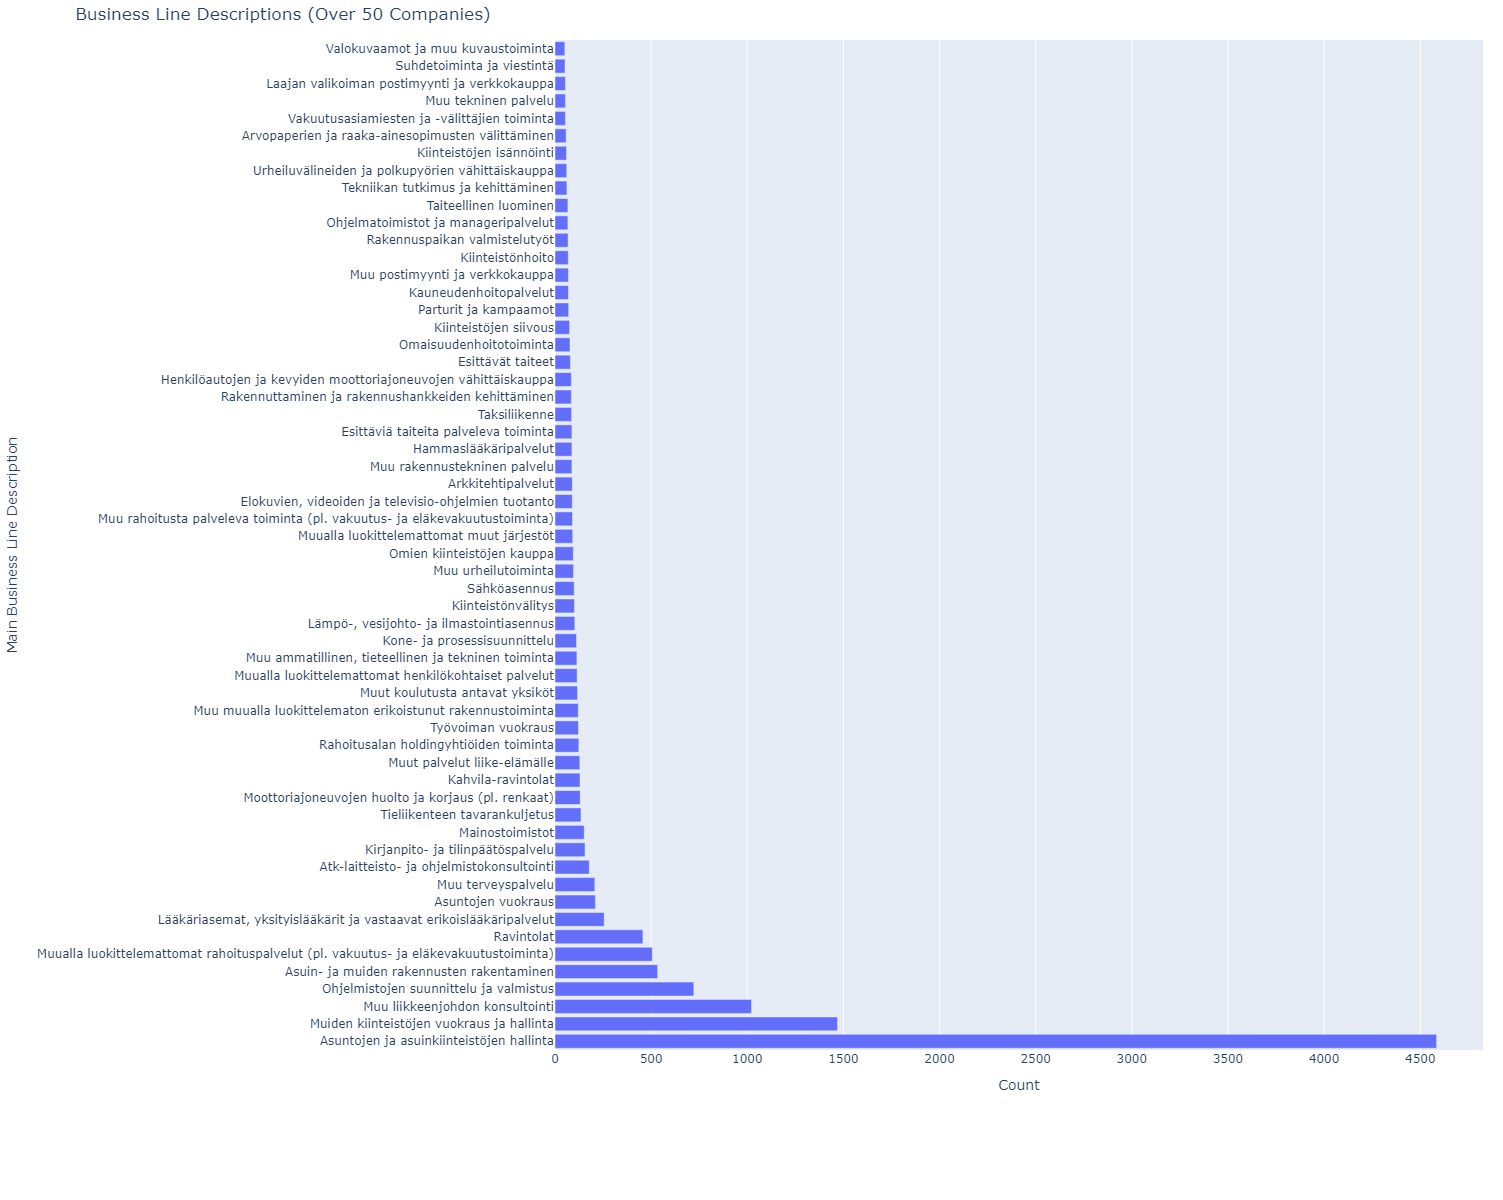 Business Line Descriptions (Over 50 Companies)
Main Business Line Description
Valokuvaamot ja muu kuvaustoiminta
Suhdetoiminta ja viestintä
Laajan valikoiman postimyynti ja verkkokauppa
Muu tekninen palvelu
Vakuutusasiamiesten ja -välittäjien toiminta
Arvopaperien ja raaka-ainesopimusten välittäminen
Kiinteistöjen isännöinti
Urheiluvälineiden ja polkupyörien vähittäiskauppa
Tekniikan tutkimus ja kehittäminen
Taiteellinen luominen
Ohjelmatoimistot ja manageripalvelut
Rakennuspaikan valmistelutyöt
Kiinteistönhoito
Muu postimyynti ja verkkokauppa
Kauneudenhoitopalvelut
Parturit ja kampaamot
Kiinteistöjen siivous
Omaisuudenhoitotoiminta
Esittävät taiteet
Henkilöautojen ja kevyiden moottoriajoneuvojen vähittäiskauppa
Rakennuttaminen ja rakennushankkeiden kehittäminen
Taksiliikenne
Esittäviä taiteita palveleva toiminta
Hammaslääkäripalvelut
Muu rakennustekninen palvelu
Arkkitehtipalvelut
Elokuvien, videoiden ja televisio-ohjelmien tuotanto
Muu rahoitusta palveleva toiminta (pl. vakuutus- ja eläkevakuutustoiminta)
Muualla luokittelemattomat muut järjestöt
Omien kiinteistöjen kauppa
Muu urheilutoiminta
Sähköasennus
Kiinteistönvälitys
Lämpö-, vesijohto- ja ilmastointiasennus
Kone- ja prosessisuunnittelu
Muu ammatillinen, tieteellinen ja tekninen toiminta
Muualla luokittelemattomat henkilökohtaiset palvelut
Muut koulutusta antavat yksiköt
Muu muualla luokittelematon erikoistunut rakennustoiminta
Työvoiman vuokraus
Rahoitusalan holdingyhtiöiden toiminta
Muut palvelut liike-elämälle
Kahvila-ravintolat
Moottoriajoneuvojen huolto ja korjaus (pl. renkaat)
Tieliikenteen tavarankuljetus
Mainostoimistot
Kirjanpito- ja tilinpäätöspalvelu
Atk-laitteisto- ja ohjelmistokonsultointi
Muu terveyspalvelu
Asuntojen vuokraus
Lääkäriasemat, yksityislääkärit ja vastaavat erikoislääkäripalvelut
Ravintolat
Muualla luokittelemattomat rahoituspalvelut (pl. vakuutus- ja eläkevakuutustoiminta)
Asuin- ja muiden rakennusten rakentaminen
Ohjelmistojen suunnittelu ja valmistus
Muu liikkeenjohdon konsultointi
Muiden kiinteistöjen vuokraus ja hallinta
Asuntojen ja asuinkiinteistöjen hallinta
0 500 1000 1500 2000 2500 3000 3500 4000 4500
Count